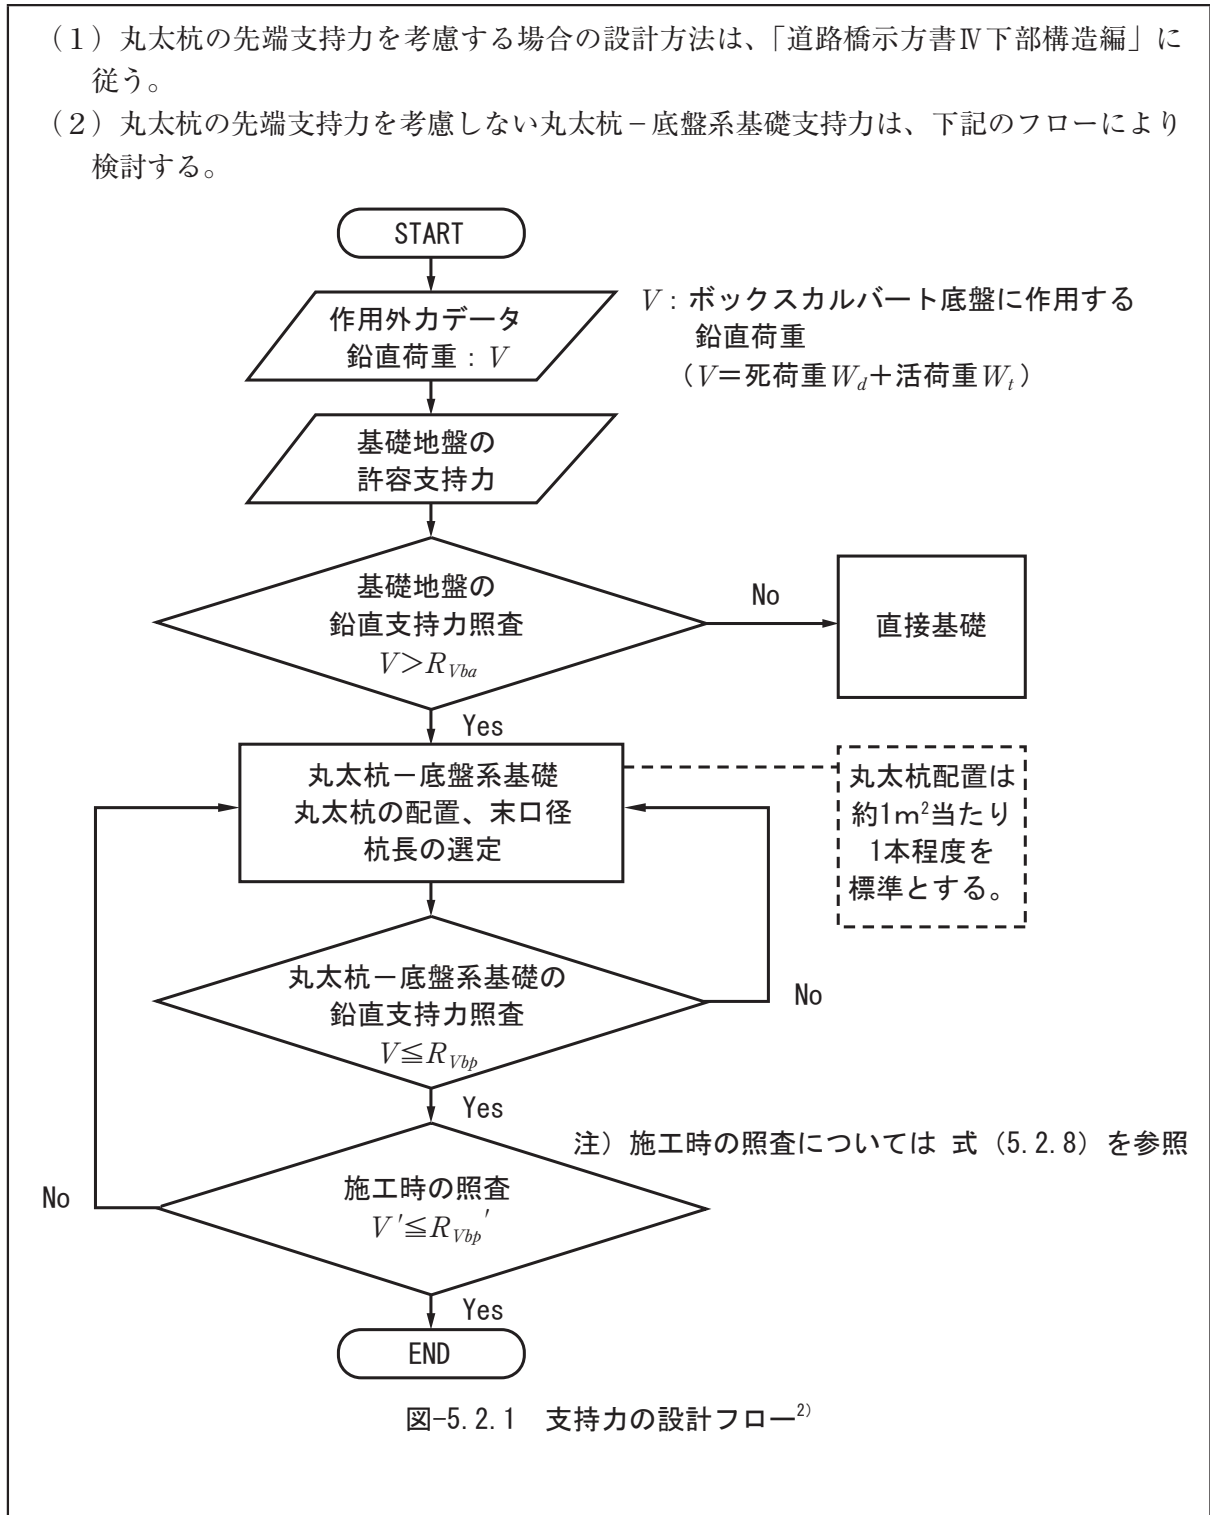 （１）丸太杭の先端支持力を考慮する場合の設計方法は、「道路橋示方書Ⅳ下部構造編」に
従う。
（２）丸太杭の先端支持力を考慮しない丸太杭－底盤系基礎支持力は、下記のフローにより
検討する。
START
作用外力データ
鉛直荷重：V
V：ボックスカルバート底盤に作用する
鉛直荷重
（V＝死荷重Wd＋活荷重Wt）
基礎地盤の
許容支持力
基礎地盤の
鉛直支持力照査
V＞RVba
No
直接基礎
Yes
丸太杭－底盤系基礎
丸太杭の配置、末口径
杭長の選定
丸太杭配置は
約1m²当たり
1本程度を
標準とする。
丸太杭－底盤系基礎の
鉛直支持力照査
V≦RVbp
No
Yes
注）施工時の照査については 式（5.2.8）を参照
施工時の照査
V′≦RVbp′
No
Yes
END
図-5.2.1　支持力の設計フロー2)